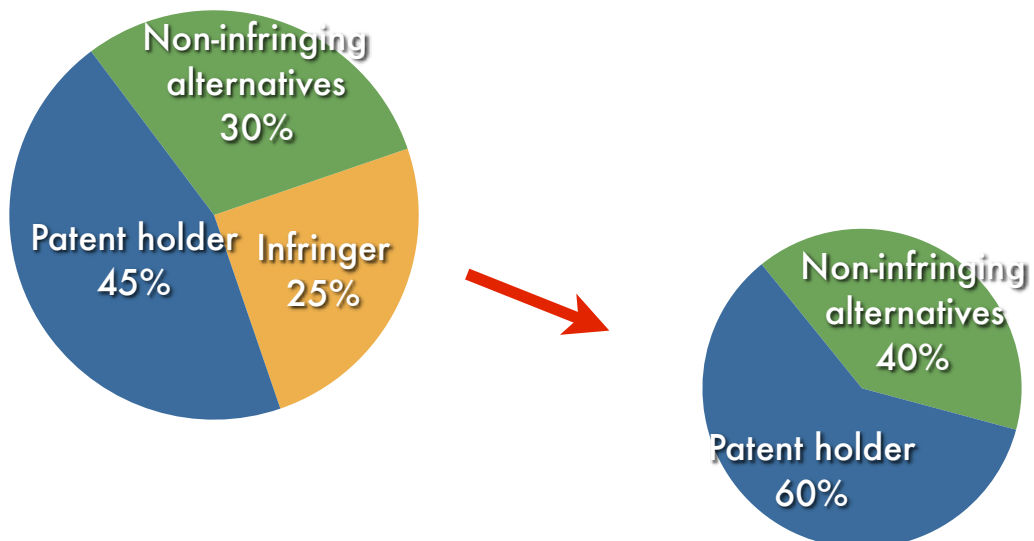 Non-infringing
alternatives
30%
Patent holder
45%
Infringer
25%
Non-infringing
alternatives
40%
Patent holder
60%